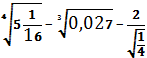 ⁴√(5 1/16) - ³√(0,027) - 2/√(1/4)